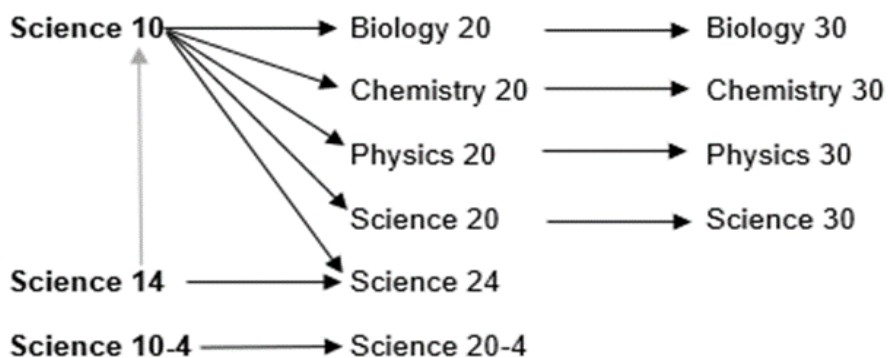 Science 10 Biology 20 Biology 30
Chemistry 20 Chemistry 30
Physics 20 Physics 30
Science 20 Science 30
Science 14 Science 24
Science 10-4 Science 20-4